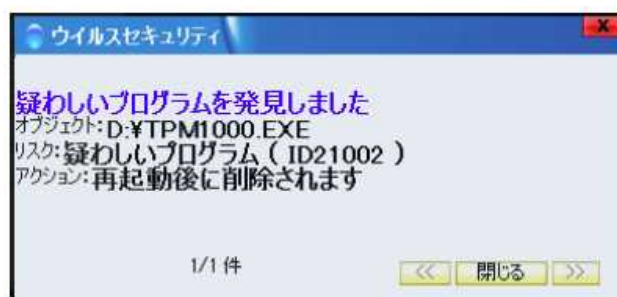 ウイルスセキュリティ
疑わしいプログラムを発見しました
オブジェクト:D:¥TPM1000.EXE
リスク:疑わしいプログラム ( ID21002 )
アクション:再起動後に削除されます
1/1 件
<< 閉じる >>